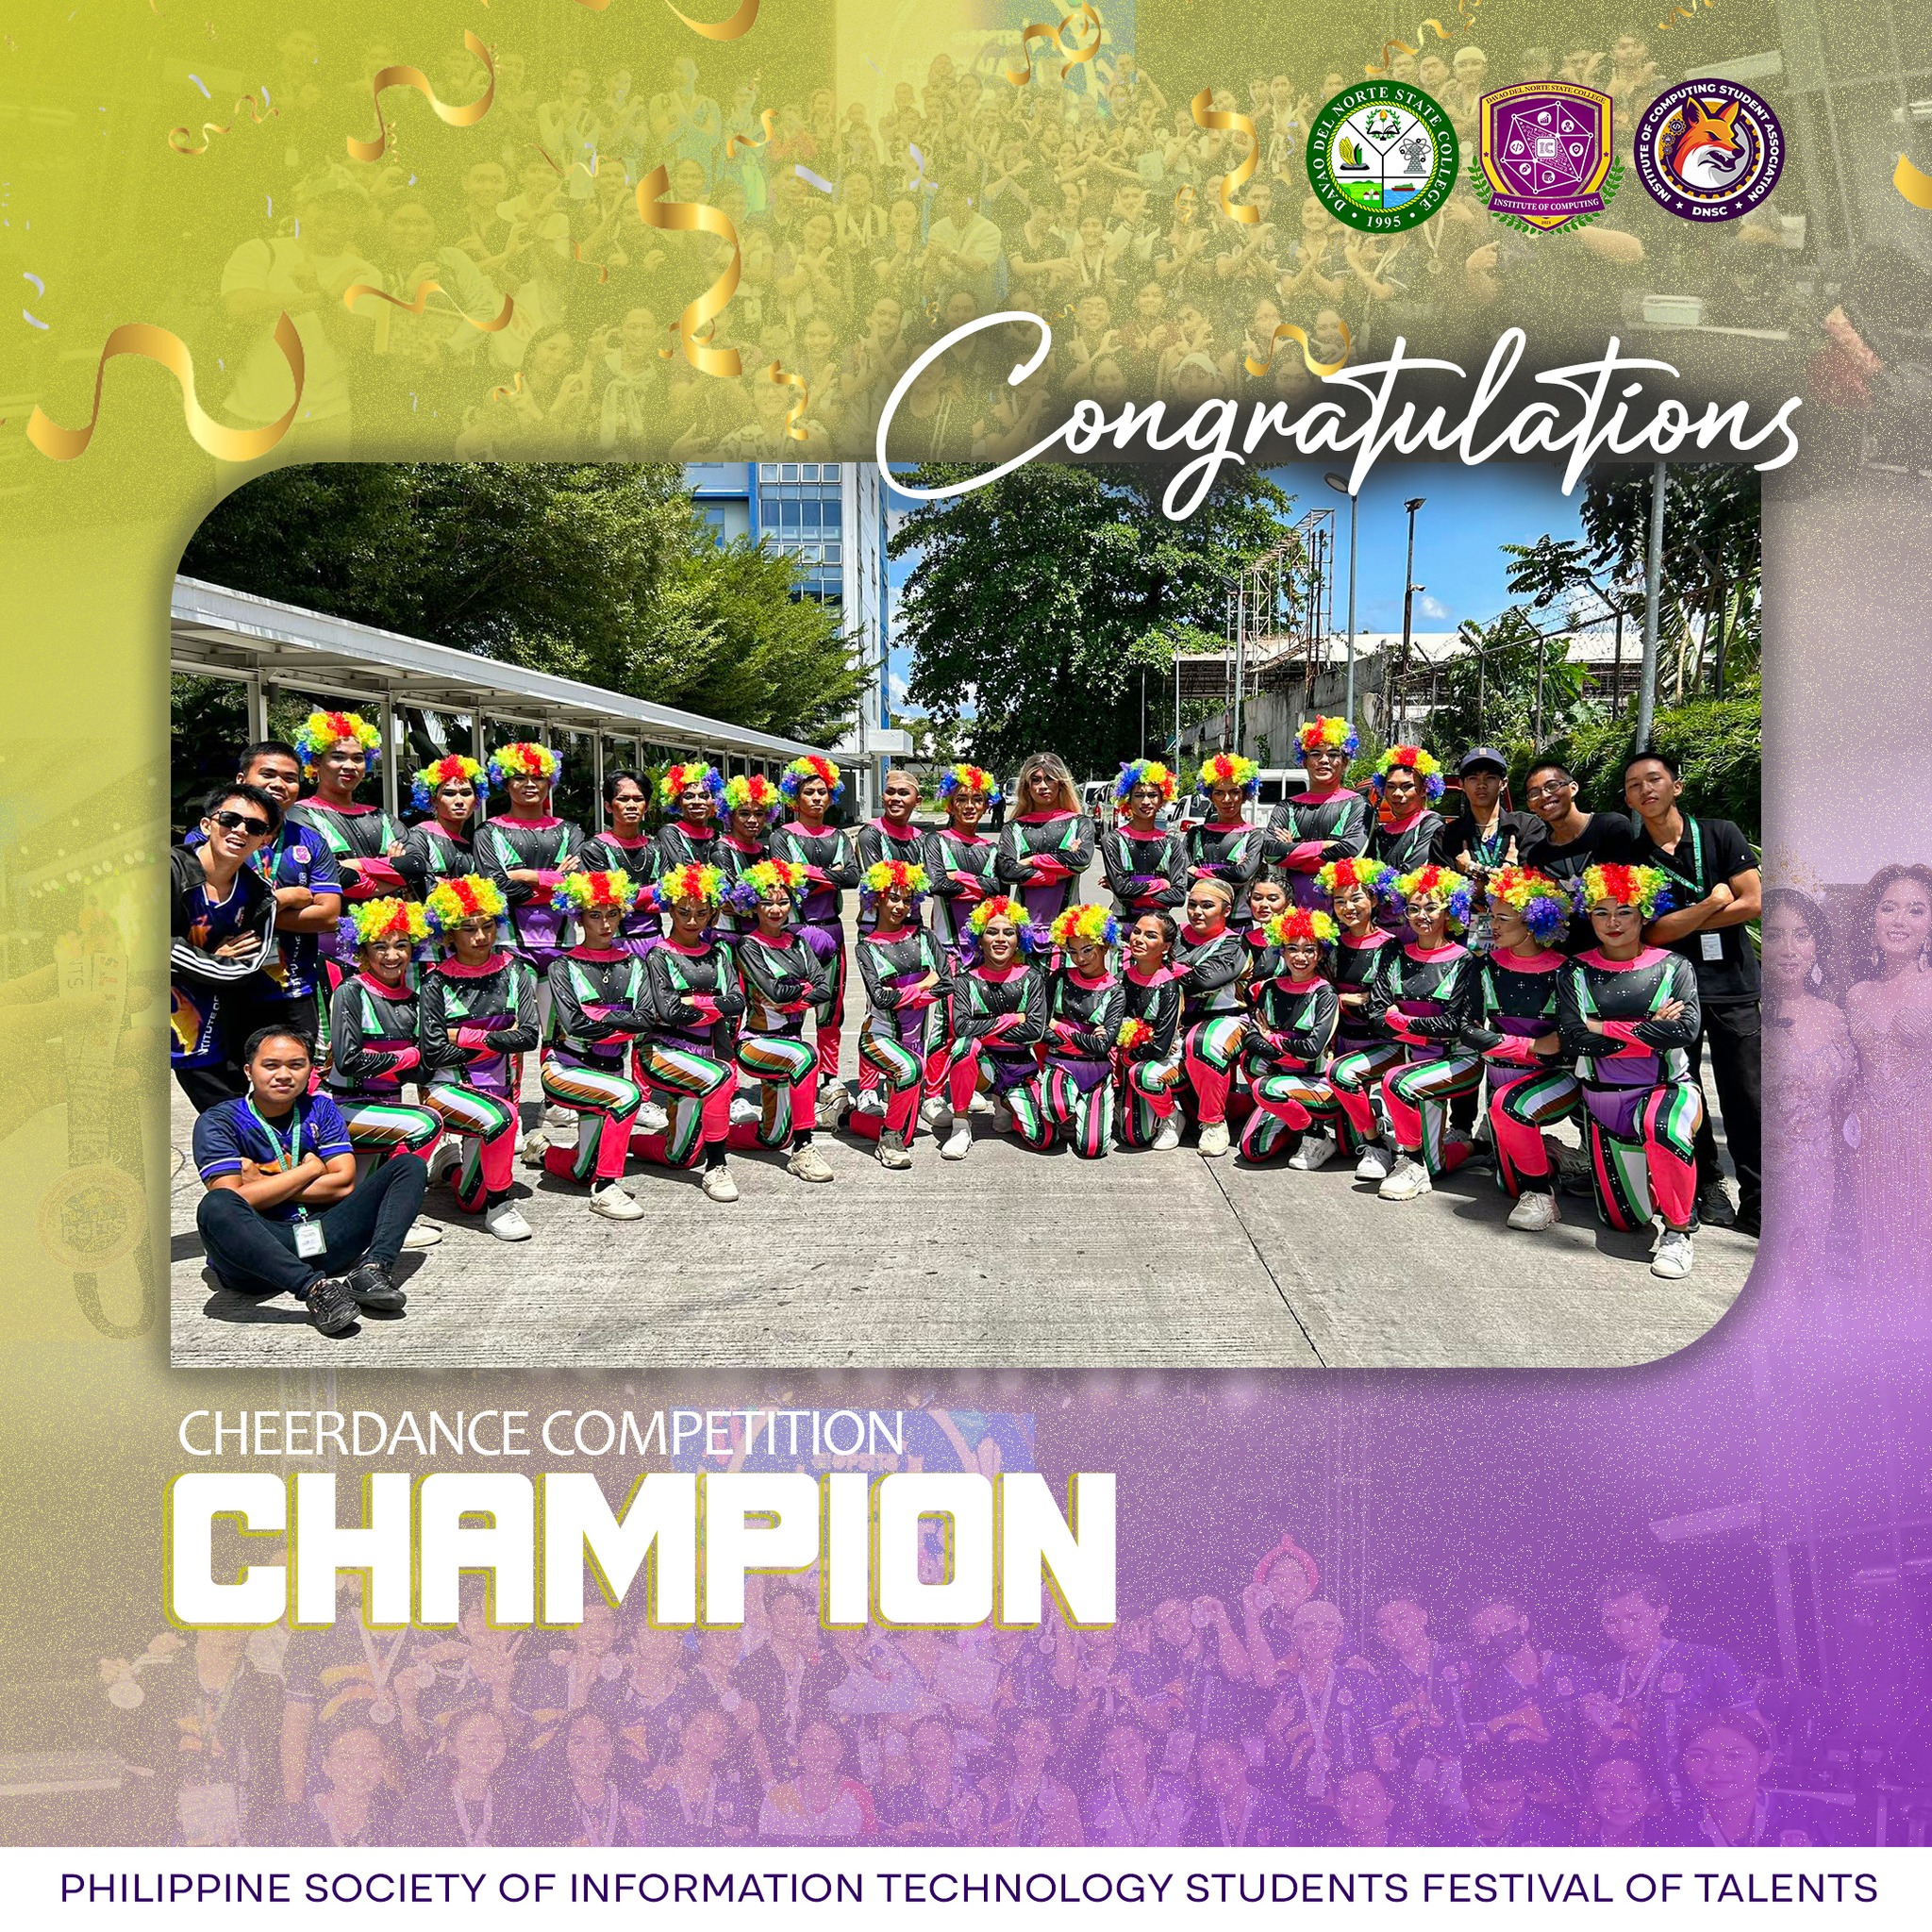 DAVAO DEL NORTE STATE COLLEGE
• 1995 •
DAVAO DEL NORTE STATE COLLEGE
IC
INSTITUTE OF COMPUTING
INSTITUTE OF COMPUTING STUDENT ASSOCIATION
★ DNSC ★
Congratulations
CHEERDANCE COMPETITION
CHAMPION
PHILIPPINE SOCIETY OF INFORMATION TECHNOLOGY STUDENTS FESTIVAL OF TALENTS